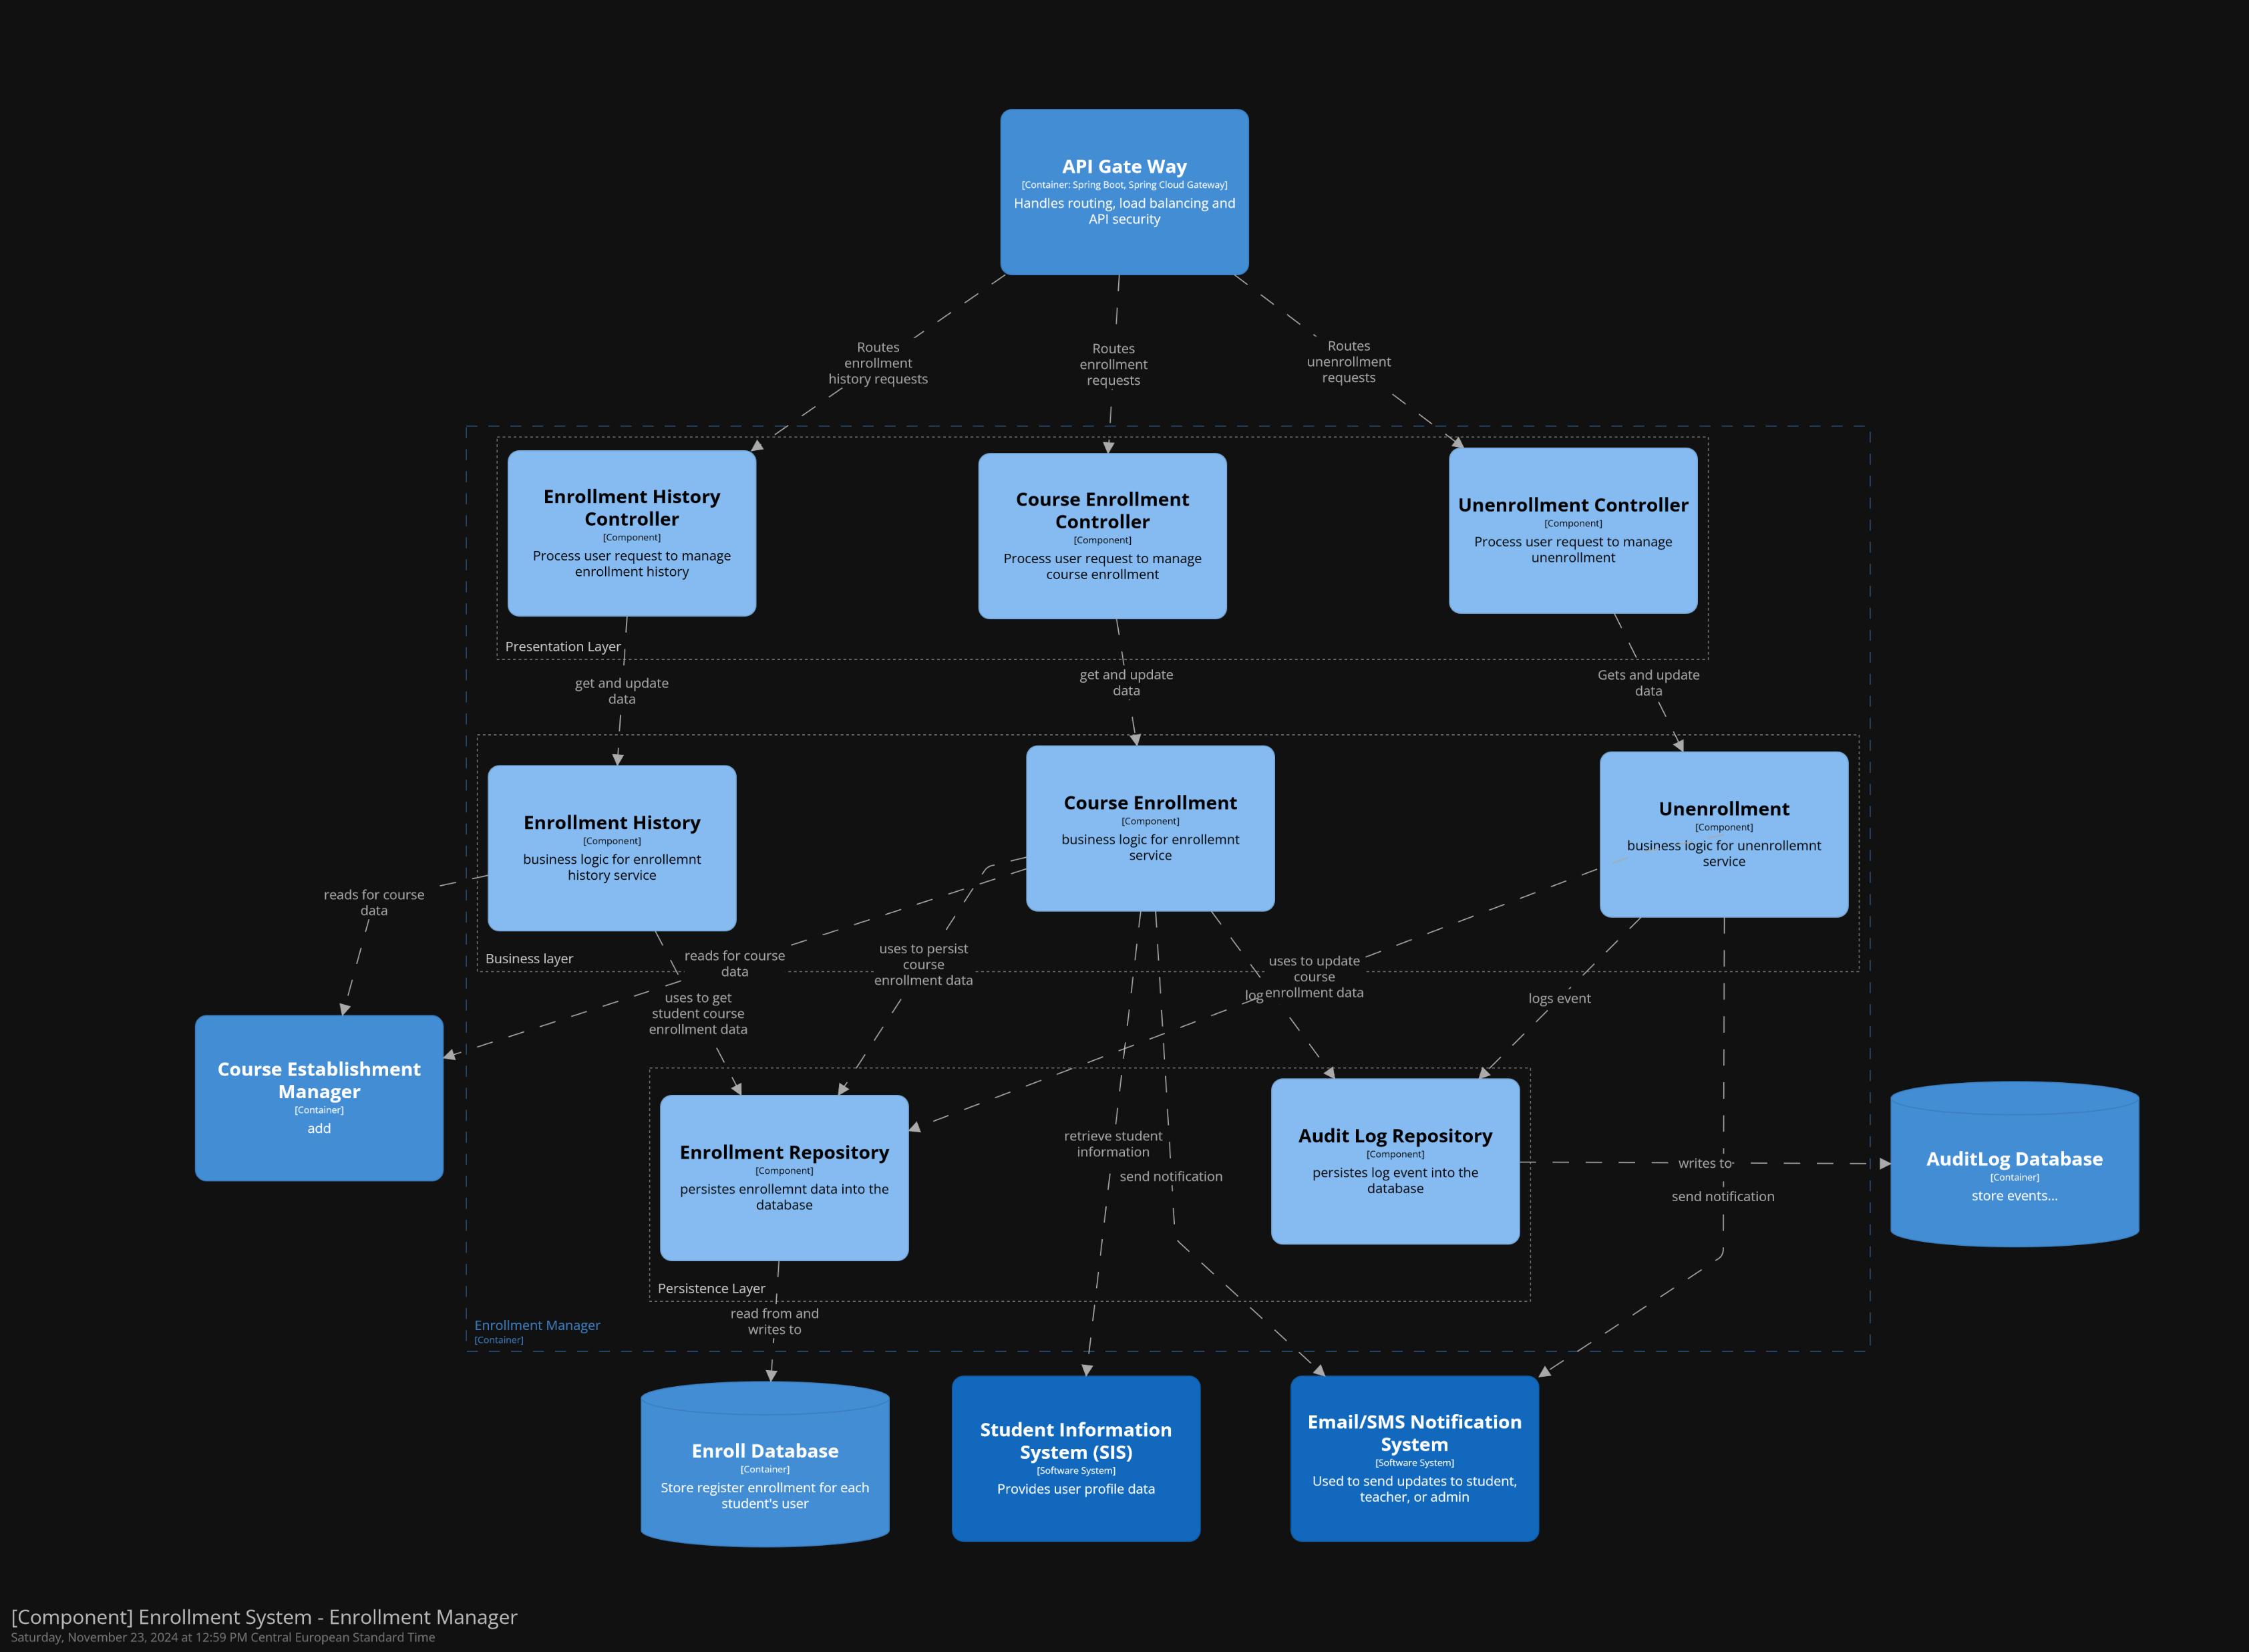 API Gate Way
[Container: Spring Boot, Spring Cloud Gateway]
Handles routing, load balancing and
API security
Routes
enrollment
history requests
Routes
enrollment
requests
Routes
unenrollment
requests
Enrollment History
Controller
[Component]
Process user request to manage
enrollment history
Course Enrollment
Controller
[Component]
Process user request to manage
course enrollment
Unenrollment Controller
[Component]
Process user request to manage
unenrollment
Presentation Layer
get and update
data
get and update
data
Gets and update
data
Enrollment History
[Component]
business logic for enrollemnt
history service
Course Enrollment
[Component]
business logic for enrollemnt
service
Unenrollment
[Component]
business logic for unenrollemnt
service
Business layer
reads for course
data
reads for course
data
uses to get
student course
enrollment data
uses to persist
course
enrollment data
uses to update
course
enrollment data
logs event
Course Establishment
Manager
[Container]
add
Enrollment Repository
[Component]
persistes enrollemnt data into the
database
Audit Log Repository
[Component]
persistes log event into the
database
Persistence Layer
retrieve student
information
send notification
writes to
send notification
AuditLog Database
[Container]
store events...
read from and
writes to
Enrollment Manager
[Container]
Enroll Database
[Container]
Store register enrollment for each
student's user
Student Information
System (SIS)
[Software System]
Provides user profile data
Email/SMS Notification
System
[Software System]
Used to send updates to student,
teacher, or admin
[Component] Enrollment System - Enrollment Manager
Saturday, November 23, 2024 at 12:59 PM Central European Standard Time